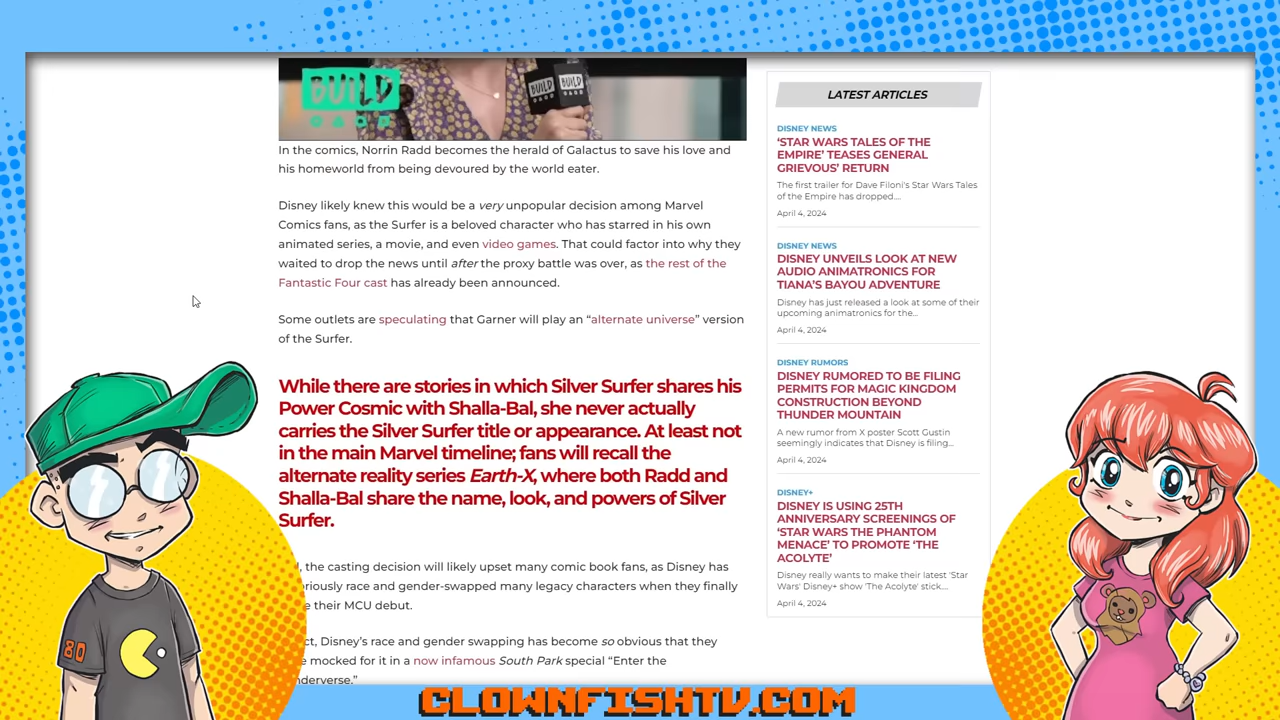 BUILD
BUILD
BUILD
In the comics, Norrin Radd becomes the herald of Galactus to save his love and
his homeworld from being devoured by the world eater.
Disney likely knew this would be a very unpopular decision among Marvel
Comics fans, as the Surfer is a beloved character who has starred in his own
animated series, a movie, and even video games. That could factor into why they
waited to drop the news until after the proxy battle was over, as the rest of the
Fantastic Four cast has already been announced.
Some outlets are speculating that Garner will play an “alternate universe” version
of the Surfer.
While there are stories in which Silver Surfer shares his
Power Cosmic with Shalla-Bal, she never actually
carries the Silver Surfer title or appearance. At least not
in the main Marvel timeline; fans will recall the
alternate reality series Earth-X, where both Radd and
Shalla-Bal share the name, look, and powers of Silver
Surfer.
the casting decision will likely upset many comic book fans, as Disney has
race and gender-swapped many legacy characters when they finally
their MCU debut.
Disney’s race and gender swapping has become so obvious that they
mocked for it in a now infamous South Park special “Enter the
LATEST ARTICLES
DISNEY NEWS
‘STAR WARS TALES OF THE
EMPIRE’ TEASES GENERAL
GRIEVOUS’ RETURN
The first trailer for Dave Filoni's Star Wars Tales
of the Empire has dropped....
April 4, 2024
DISNEY NEWS
DISNEY UNVEILS LOOK AT NEW
AUDIO ANIMATRONICS FOR
TIANA’S BAYOU ADVENTURE
Disney has just released a look at some of their
upcoming animatronics for the...
April 4, 2024
DISNEY RUMORS
DISNEY RUMORED TO BE FILING
PERMITS FOR MAGIC KINGDOM
CONSTRUCTION BEYOND
THUNDER MOUNTAIN
A new rumor from X poster Scott Gustin
seemingly indicates that Disney is filing...
April 4, 2024
DISNEY+
DISNEY IS USING 25TH
ANNIVERSARY SCREENINGS OF
‘STAR WARS THE PHANTOM
MENACE’ TO PROMOTE ‘THE
ACOLYTE’
Disney really wants to make their latest 'Star
Wars' Disney+ show 'The Acolyte' stick....
April 4, 2024
80
CLOWNFISHTV.COM